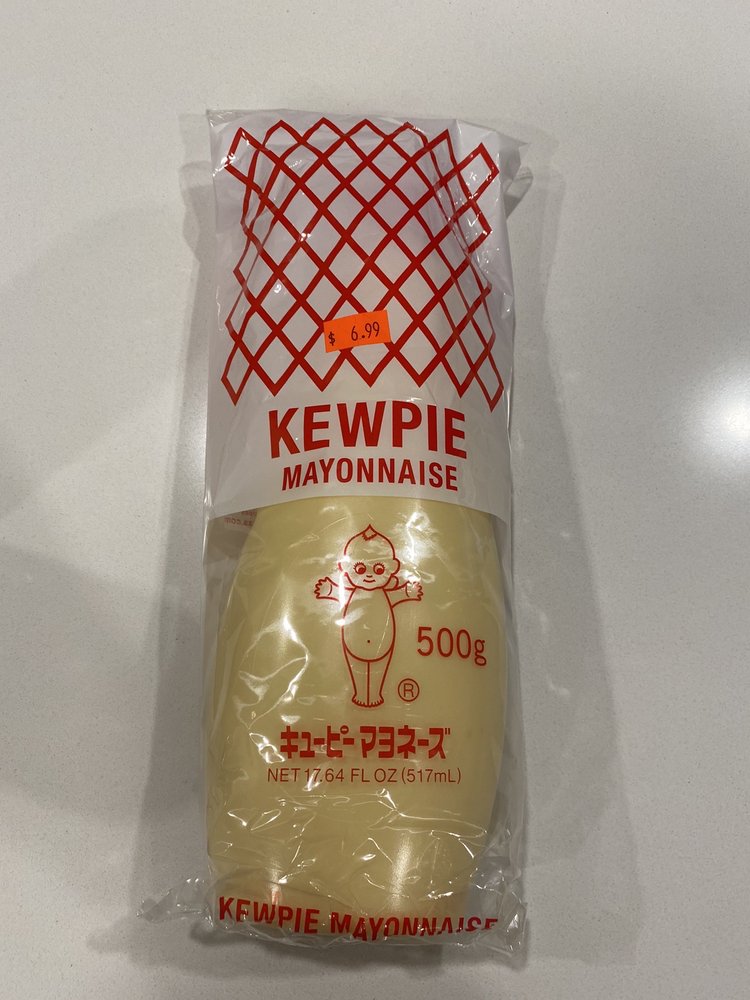 $ 6.99
KEWPIE
MAYONNAISE
500g
®
キユーピー マヨネーズ
NET 17.64 FL OZ (517mL)
KEWPIE MAYONNAISE